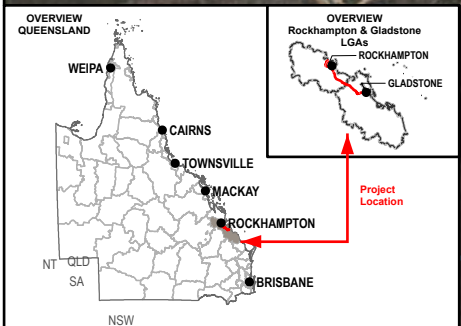 OVERVIEW
QUEENSLAND
WEIPA
CAIRNS
TOWNSVILLE
MACKAY
ROCKHAMPTON
BRISBANE
NT
QLD
SA
NSW
OVERVIEW
Rockhampton & Gladstone
LGAs
ROCKHAMPTON
GLADSTONE
Project
Location